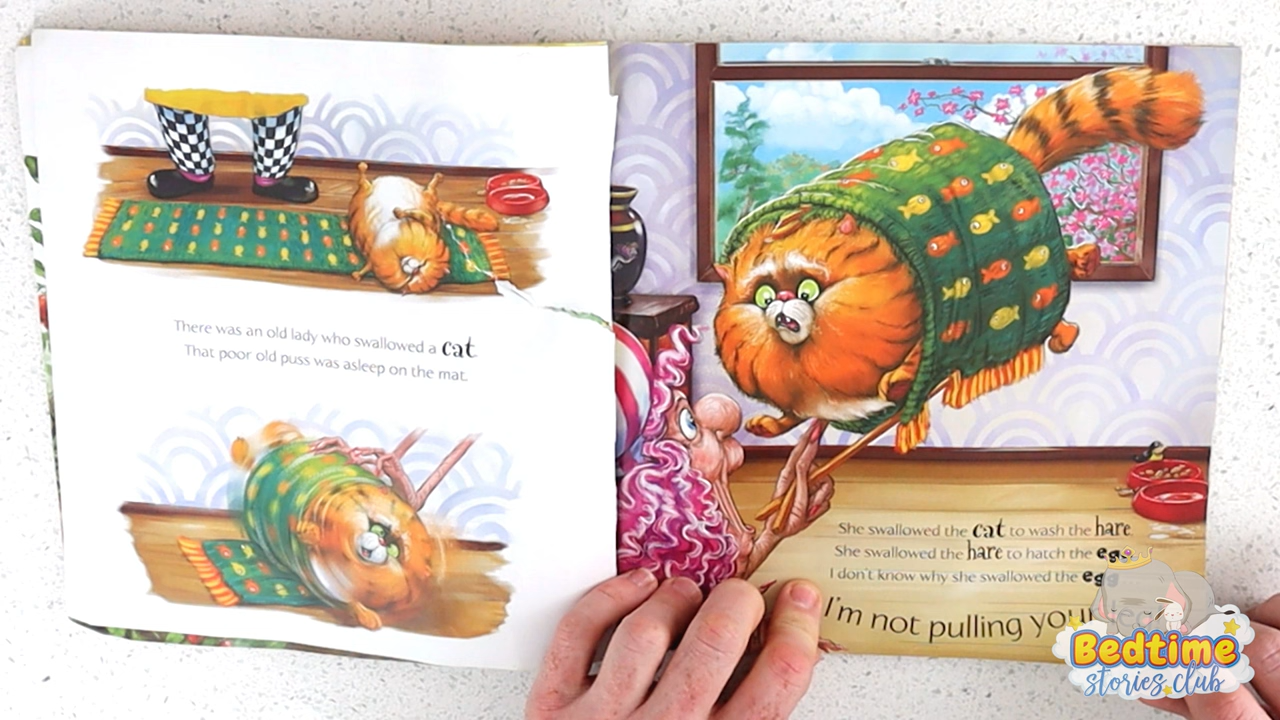 There was an old lady who swallowed a cat
That poor old puss was asleep on the mat.
She swallowed the cat to wash the hare
She swallowed the hare to hatch the
I don't know why she swallowed the
I'm not pulling your
Bedtime
stories club